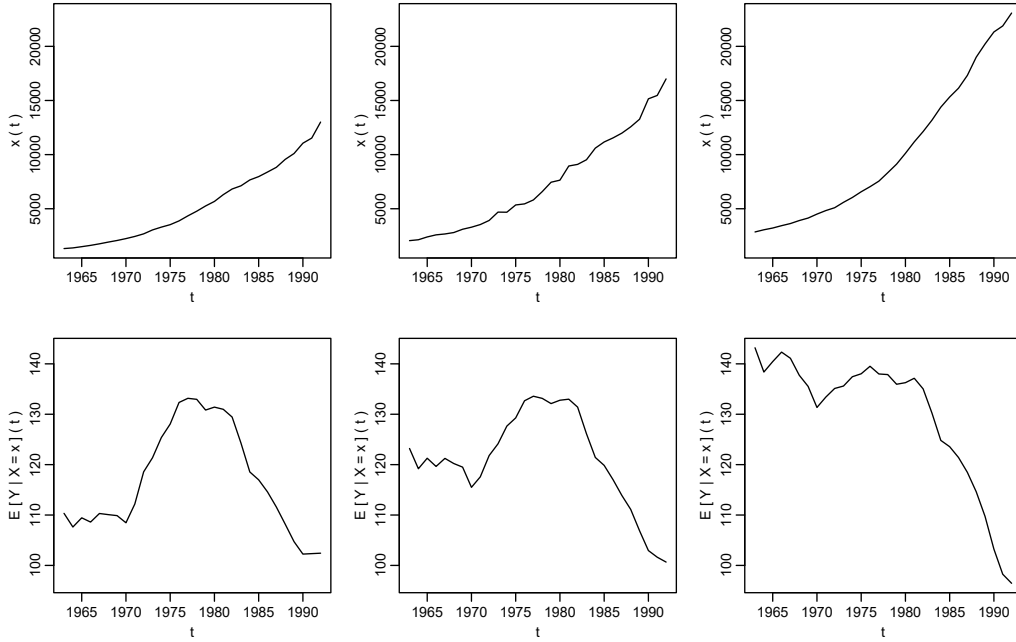 x ( t )
5000 10000 15000 20000
1965 1970 1975 1980 1985 1990
t
x ( t )
5000 10000 15000 20000
1965 1970 1975 1980 1985 1990
t
x ( t )
5000 10000 15000 20000
1965 1970 1975 1980 1985 1990
t
E [ Y | X = x ] ( t )
100 110 120 130 140
1965 1970 1975 1980 1985 1990
t
E [ Y | X = x ] ( t )
100 110 120 130 140
1965 1970 1975 1980 1985 1990
t
E [ Y | X = x ] ( t )
100 110 120 130 140
1965 1970 1975 1980 1985 1990
t